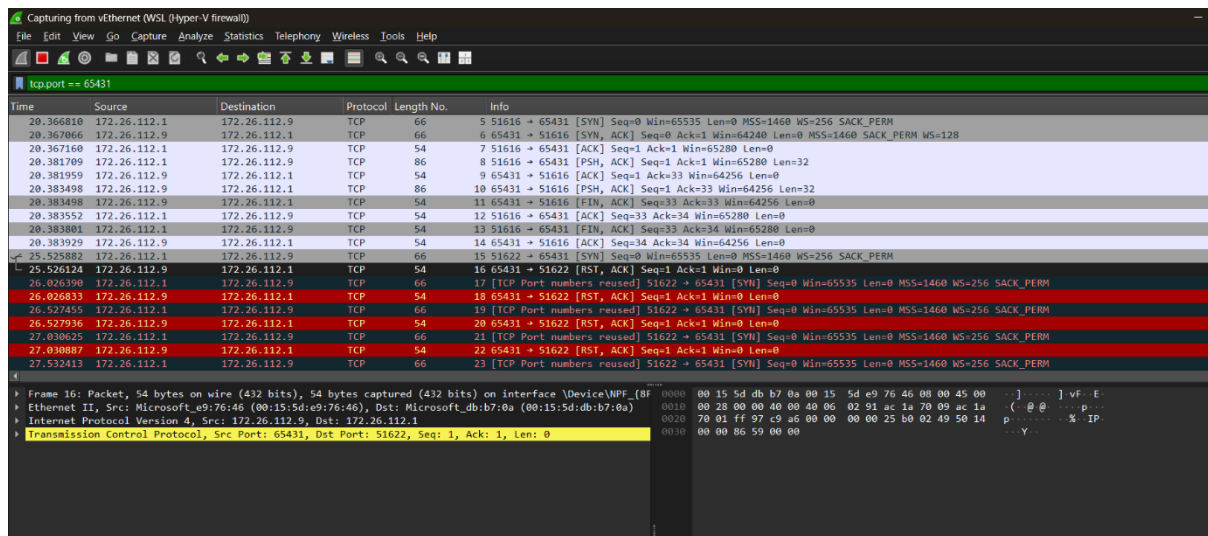 Capturing from vEthernet (WSL (Hyper-V firewall))
File Edit View Go Capture Analyze Statistics Telephony Wireless Tools Help
tcp.port == 65431
Time Source Destination Protocol Length No. Info
20.366810 172.26.112.1 172.26.112.9 TCP 66 5 51616 → 65431 [SYN] Seq=0 Win=65535 Len=0 MSS=1460 WS=256 SACK_PERM
20.367066 172.26.112.9 172.26.112.1 TCP 66 6 65431 → 51616 [SYN, ACK] Seq=0 Ack=1 Win=64240 Len=0 MSS=1460 SACK_PERM WS=128
20.367160 172.26.112.1 172.26.112.9 TCP 54 7 51616 → 65431 [ACK] Seq=1 Ack=1 Win=65280 Len=0
20.381709 172.26.112.1 172.26.112.9 TCP 86 8 51616 → 65431 [PSH, ACK] Seq=1 Ack=1 Win=65280 Len=32
20.381959 172.26.112.9 172.26.112.1 TCP 54 9 65431 → 51616 [ACK] Seq=1 Ack=33 Win=64256 Len=0
20.383498 172.26.112.9 172.26.112.1 TCP 86 10 65431 → 51616 [PSH, ACK] Seq=1 Ack=33 Win=64256 Len=32
20.383498 172.26.112.9 172.26.112.1 TCP 54 11 65431 → 51616 [FIN, ACK] Seq=33 Ack=33 Win=64256 Len=0
20.383552 172.26.112.1 172.26.112.9 TCP 54 12 51616 → 65431 [ACK] Seq=33 Ack=34 Win=65280 Len=0
20.383801 172.26.112.1 172.26.112.9 TCP 54 13 51616 → 65431 [FIN, ACK] Seq=33 Ack=34 Win=65280 Len=0
20.383929 172.26.112.9 172.26.112.1 TCP 54 14 65431 → 51616 [ACK] Seq=34 Ack=34 Win=64256 Len=0
25.525882 172.26.112.1 172.26.112.9 TCP 66 15 51622 → 65431 [SYN] Seq=0 Win=65535 Len=0 MSS=1460 WS=256 SACK_PERM
25.526124 172.26.112.9 172.26.112.1 TCP 54 16 65431 → 51622 [RST, ACK] Seq=1 Ack=1 Win=0 Len=0
26.026390 172.26.112.1 172.26.112.9 TCP 66 17 [TCP Port numbers reused] 51622 → 65431 [SYN] Seq=0 Win=65535 Len=0 MSS=1460 WS=256 SACK_PERM
26.026833 172.26.112.9 172.26.112.1 TCP 54 18 65431 → 51622 [RST, ACK] Seq=1 Ack=1 Win=0 Len=0
26.527455 172.26.112.1 172.26.112.9 TCP 66 19 [TCP Port numbers reused] 51622 → 65431 [SYN] Seq=0 Win=65535 Len=0 MSS=1460 WS=256 SACK_PERM
26.527936 172.26.112.9 172.26.112.1 TCP 54 20 65431 → 51622 [RST, ACK] Seq=1 Ack=1 Win=0 Len=0
27.030625 172.26.112.1 172.26.112.9 TCP 66 21 [TCP Port numbers reused] 51622 → 65431 [SYN] Seq=0 Win=65535 Len=0 MSS=1460 WS=256 SACK_PERM
27.030887 172.26.112.9 172.26.112.1 TCP 54 22 65431 → 51622 [RST, ACK] Seq=1 Ack=1 Win=0 Len=0
27.532413 172.26.112.1 172.26.112.9 TCP 66 23 [TCP Port numbers reused] 51622 → 65431 [SYN] Seq=0 Win=65535 Len=0 MSS=1460 WS=256 SACK_PERM
Frame 16: Packet, 54 bytes on wire (432 bits), 54 bytes captured (432 bits) on interface \Device\NPF_{8F
Ethernet II, Src: Microsoft_e9:76:46 (00:15:5d:e9:76:46), Dst: Microsoft_db:b7:0a (00:15:5d:db:b7:0a)
Internet Protocol Version 4, Src: 172.26.112.9, Dst: 172.26.112.1
Transmission Control Protocol, Src Port: 65431, Dst Port: 51622, Seq: 1, Ack: 1, Len: 0
0000 00 15 5d db b7 0a 00 15 5d e9 76 46 08 00 45 00 ··]····· ]·vF··E·
0010 00 28 00 00 40 00 40 06 02 91 ac 1a 70 09 ac 1a ·(··@·@· ····p···
0020 70 01 ff 97 c9 a6 00 00 00 00 25 b0 02 49 50 14 p······· ··%··IP·
0030 00 00 86 59 00 00 ···Y··